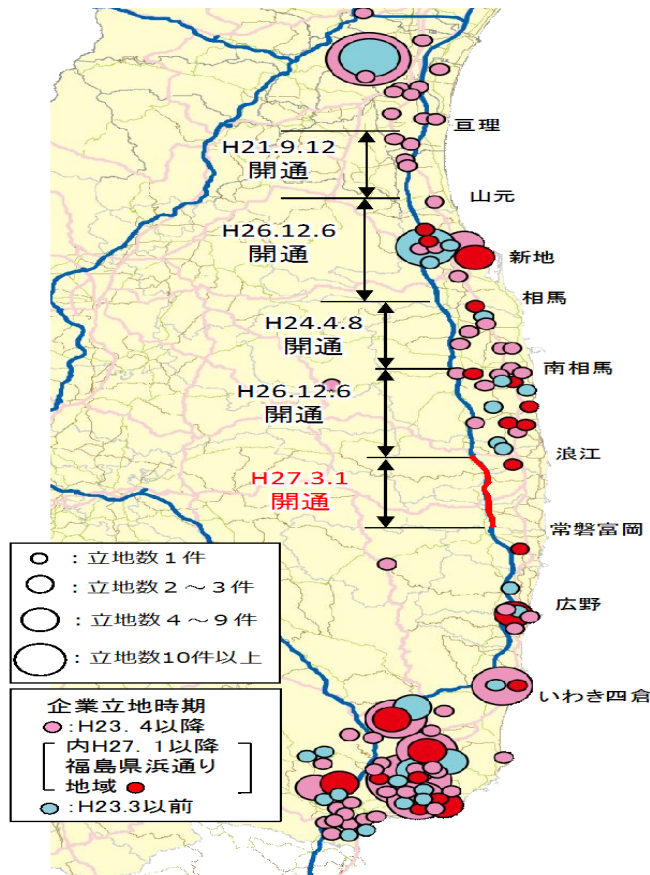 亘理
H21.9.12
開通
山元
H26.12.6
開通
新地
相馬
H24.4.8
開通
南相馬
H26.12.6
開通
浪江
H27.3.1
開通
常磐富岡
広野
いわき四倉
：立地数１件
：立地数２～３件
：立地数４～９件
：立地数10件以上
企業立地時期
：H23．4以降
内H27．1以降
福島県浜通り
地域
：H23.3以前